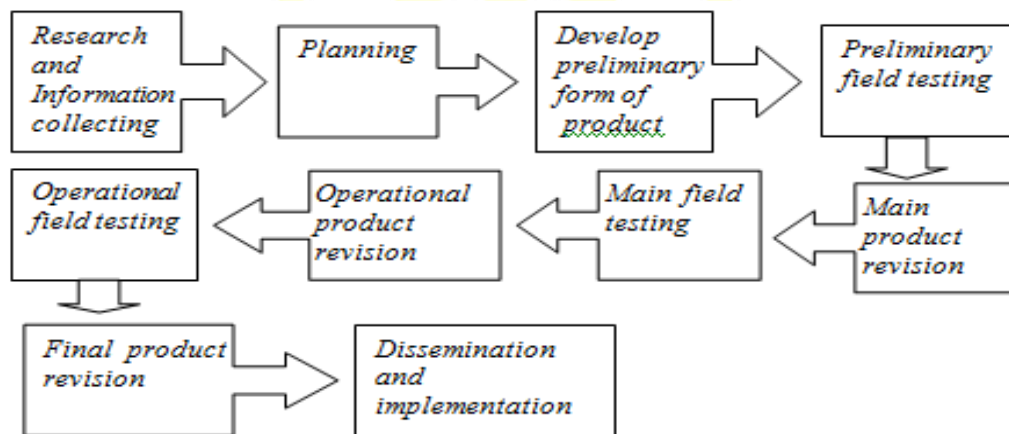 Research
and
Information
collecting
Planning
Develop
preliminary
form of
product
Preliminary
field testing
Main
product
revision
Main field
testing
Operational
product
revision
Operational
field testing
Final product
revision
Dissemination
and
implementation